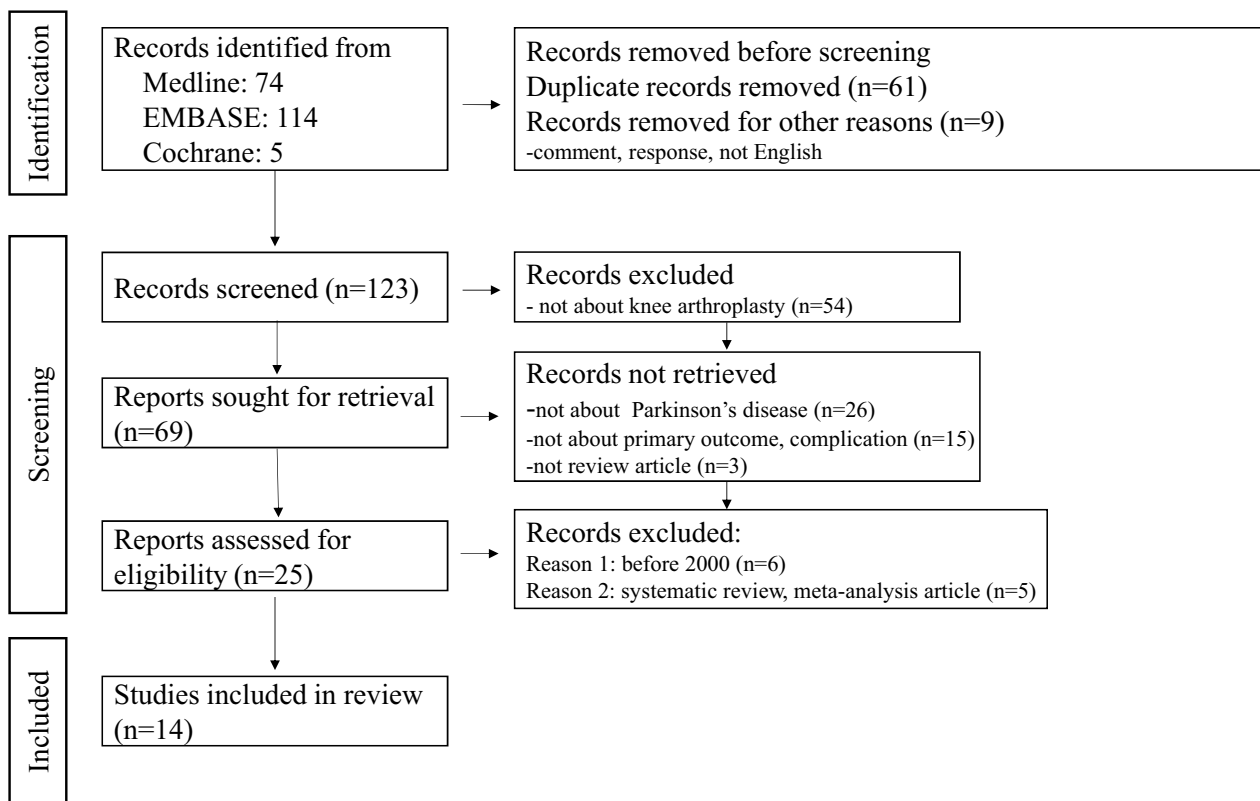 Identification
Records identified from
Medline: 74
EMBASE: 114
Cochrane: 5
Records removed before screening
Duplicate records removed (n=61)
Records removed for other reasons (n=9)
-comment, response, not English
Screening
Records screened (n=123)
Records excluded
- not about knee arthroplasty (n=54)
Reports sought for retrieval
(n=69)
Records not retrieved
-not about Parkinson’s disease (n=26)
-not about primary outcome, complication (n=15)
-not review article (n=3)
Reports assessed for
eligibility (n=25)
Records excluded:
Reason 1: before 2000 (n=6)
Reason 2: systematic review, meta-analysis article (n=5)
Included
Studies included in review
(n=14)